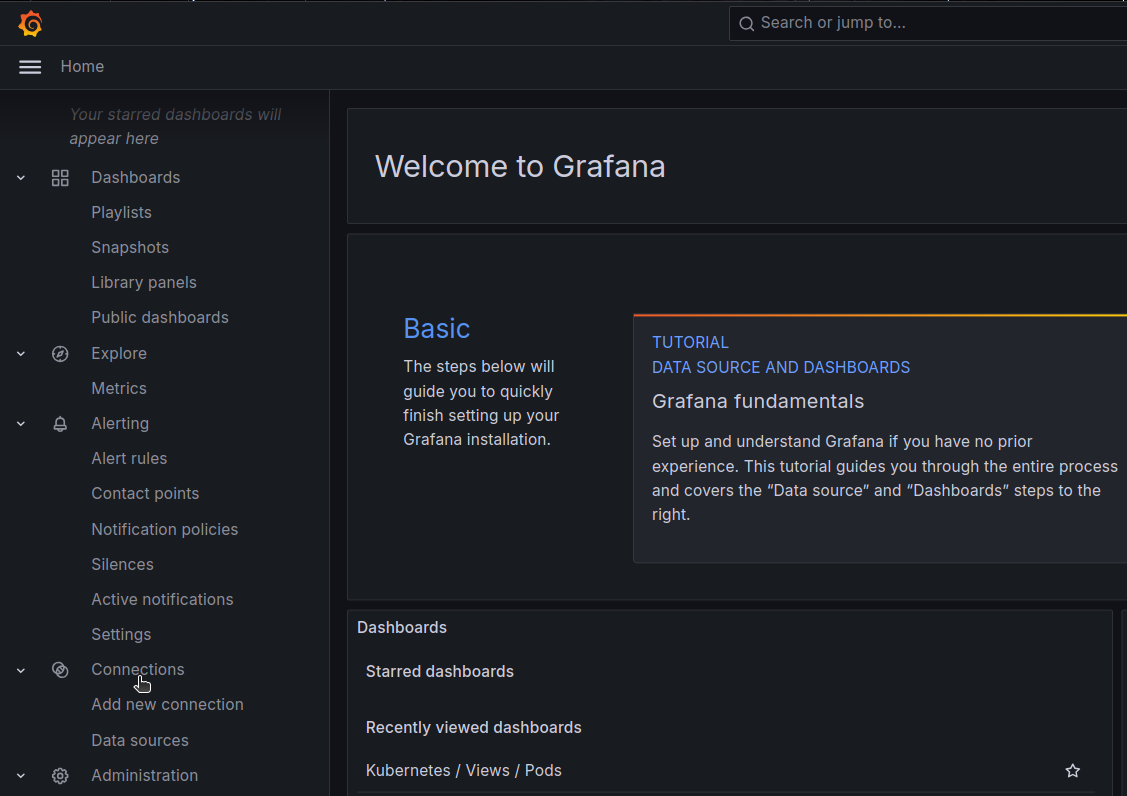 Search or jump to...
Home
Your starred dashboards will
appear here
Dashboards
Playlists
Snapshots
Library panels
Public dashboards
Explore
Metrics
Alerting
Alert rules
Contact points
Notification policies
Silences
Active notifications
Settings
Connections
Add new connection
Data sources
Administration
Welcome to Grafana
Basic
The steps below will
guide you to quickly
finish setting up your
Grafana installation.
TUTORIAL
DATA SOURCE AND DASHBOARDS
Grafana fundamentals
Set up and understand Grafana if you have no prior
experience. This tutorial guides you through the entire process
and covers the “Data source” and “Dashboards” steps to the
right.
Dashboards
Starred dashboards
Recently viewed dashboards
Kubernetes / Views / Pods